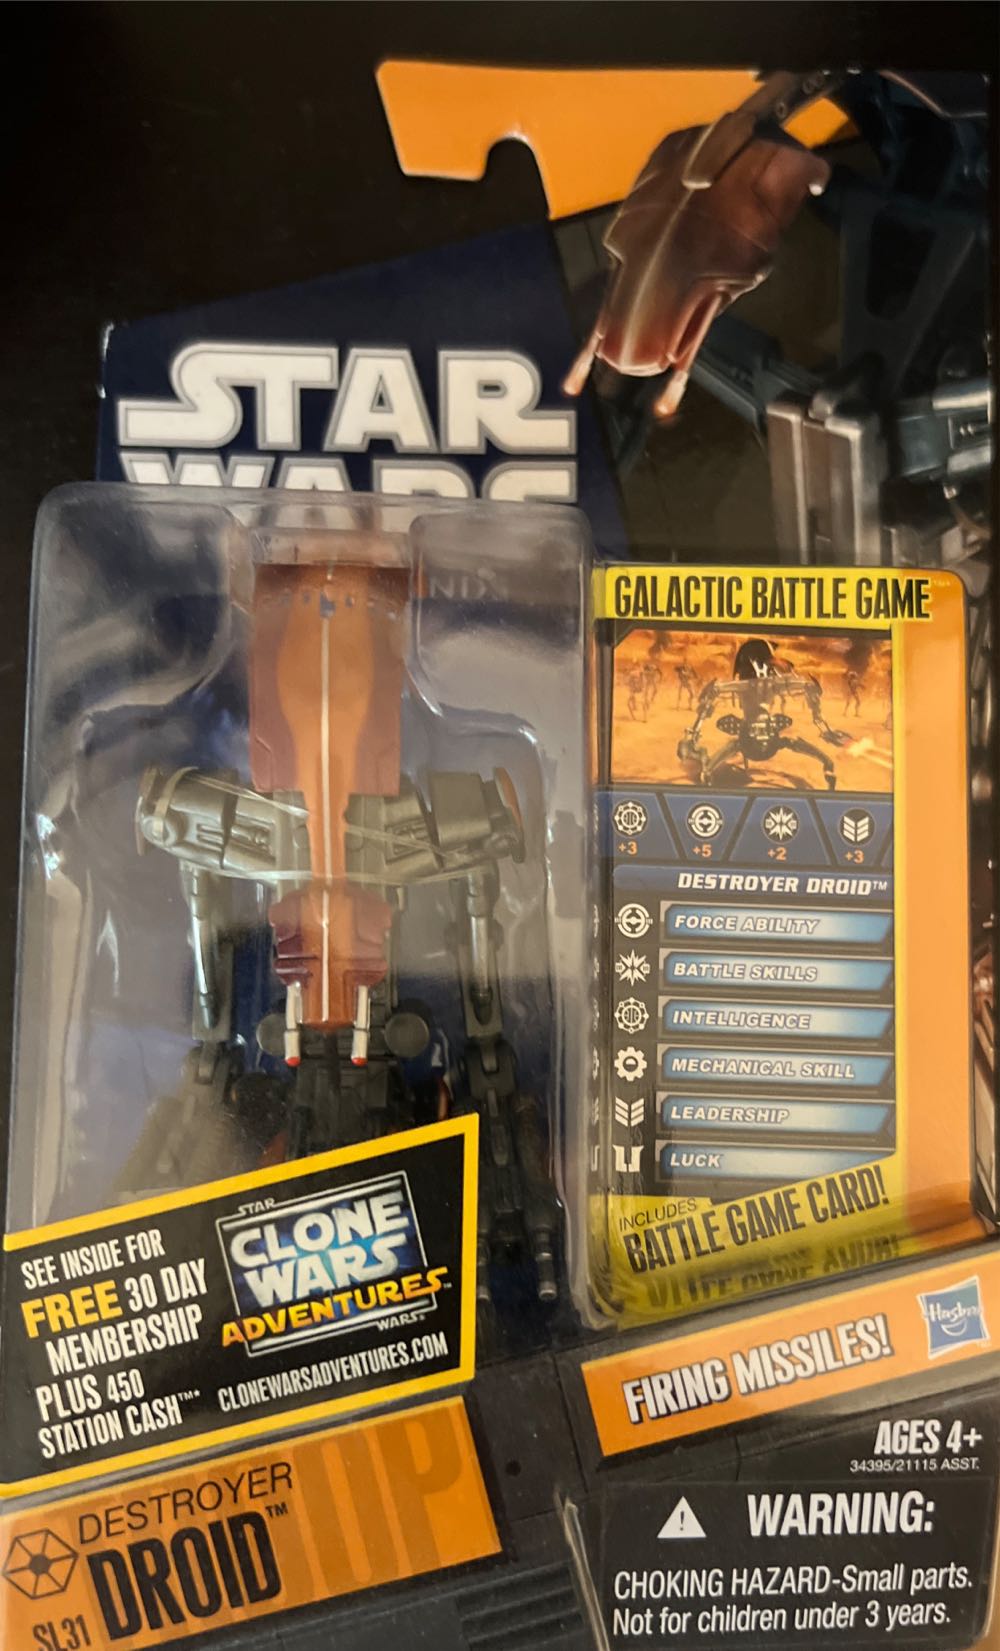 STAR
WARS
GALACTIC BATTLE GAME
+3 +5 +2 +3
DESTROYER DROID™
FORCE ABILITY
BATTLE SKILLS
INTELLIGENCE
MECHANICAL SKILL
LEADERSHIP
LUCK
INCLUDES
BATTLE GAME CARD!
SEE INSIDE FOR
FREE 30 DAY
MEMBERSHIP
PLUS 450
STATION CASH™*
STAR
CLONE
WARS
ADVENTURES™
WARS
CLONEWARSADVENTURES.COM
FIRING MISSILES!
Hasbro
AGES 4+
34395/21115 ASST.
DESTROYER
DROID™
SL31
WARNING:
CHOKING HAZARD-Small parts.
Not for children under 3 years.